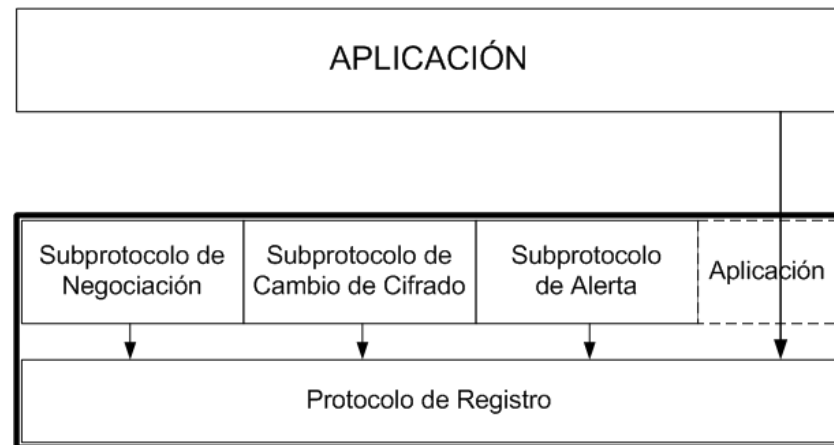 APLICACIÓN
Subprotocolo de
Negociación
Subprotocolo de
Cambio de Cifrado
Subprotocolo
de Alerta
Aplicación
Protocolo de Registro